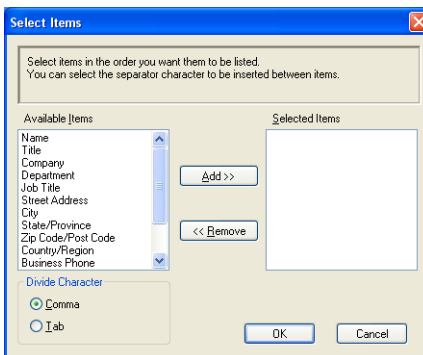 Select Items
Select items in the order you want them to be listed.
You can select the separator character to be inserted between items.
Available Items
Selected Items
Name
Title
Company
Department
Job Title
Street Address
City
State/Province
Zip Code/Post Code
Country/Region
Business Phone
Add >>
<< Remove
Divide Character
Comma
Tab
OK
Cancel